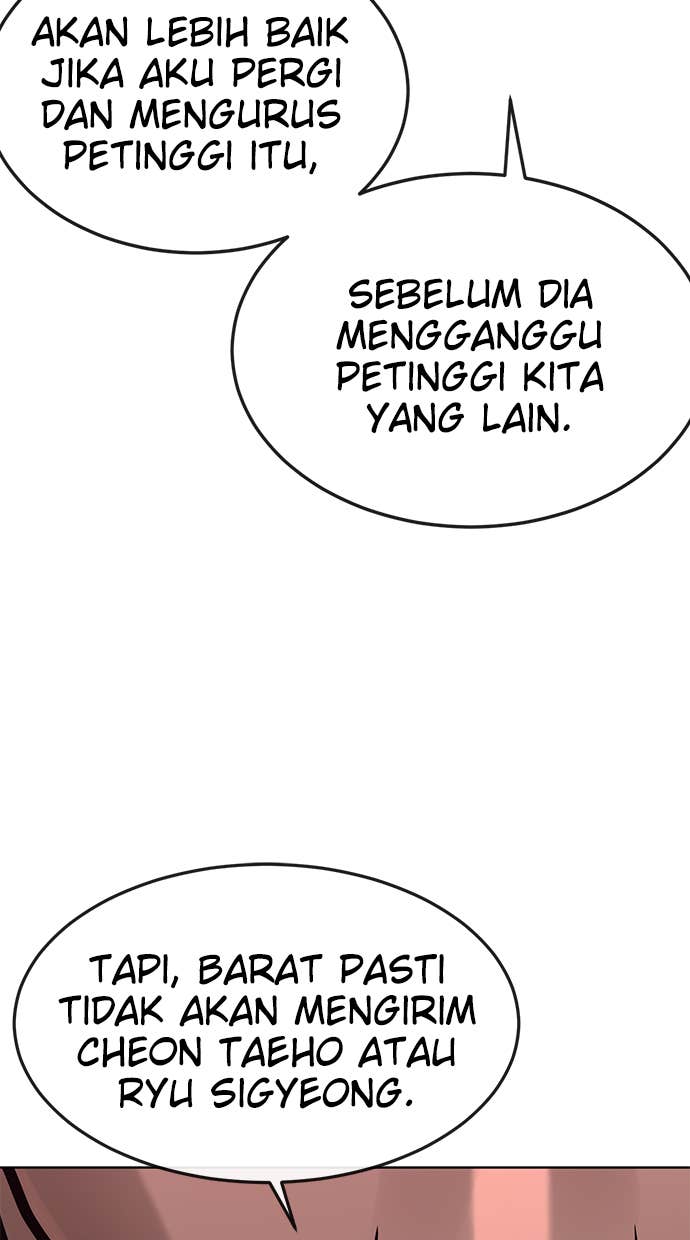 AKAN LEBIH BAIK
JIKA AKU PERGI
DAN MENGURUS
PETINGGI ITU,
SEBELUM DIA
MENGGANGGU
PETINGGI KITA
YANG LAIN.
TAPI, BARAT PASTI
TIDAK AKAN MENGIRIM
CHEON TAEHO ATAU
RYU SIGYEONG.